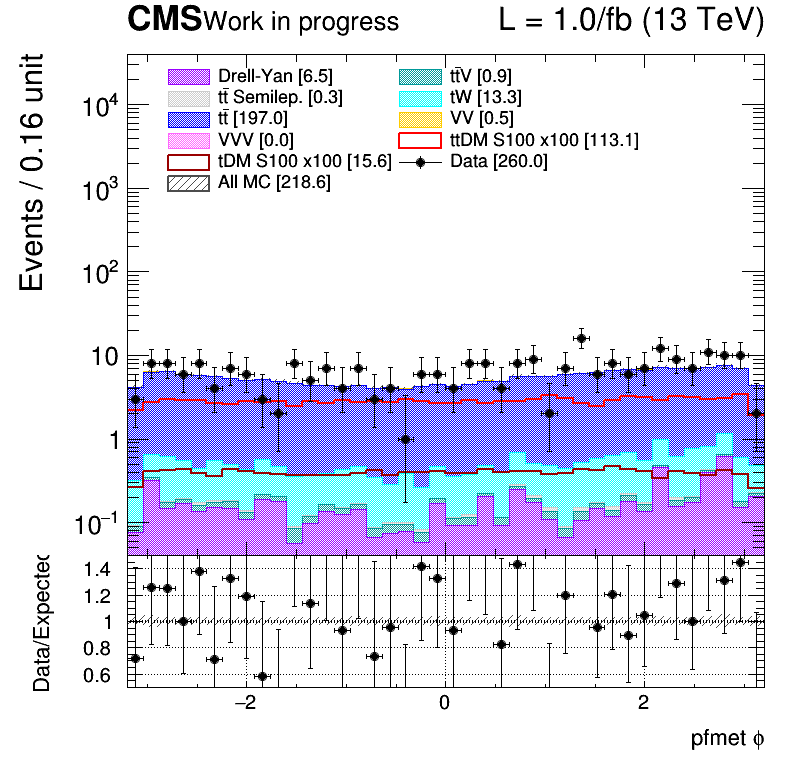 CMS Work in progress L = 1.0/fb (13 TeV)
Events / 0.16 unit
Drell-Yan [6.5] tt̄V [0.9]
tt̄ Semilep. [0.3] tW [13.3]
tt̄ [197.0] VV [0.5]
VVV [0.0] ttDM S100 x100 [113.1]
tDM S100 x100 [15.6] Data [260.0]
All MC [218.6]
10⁴
10³
10²
10
1
10⁻¹
Data/Expected
1.4
1.2
1
0.8
0.6
−2 0 2
pfmet ϕ